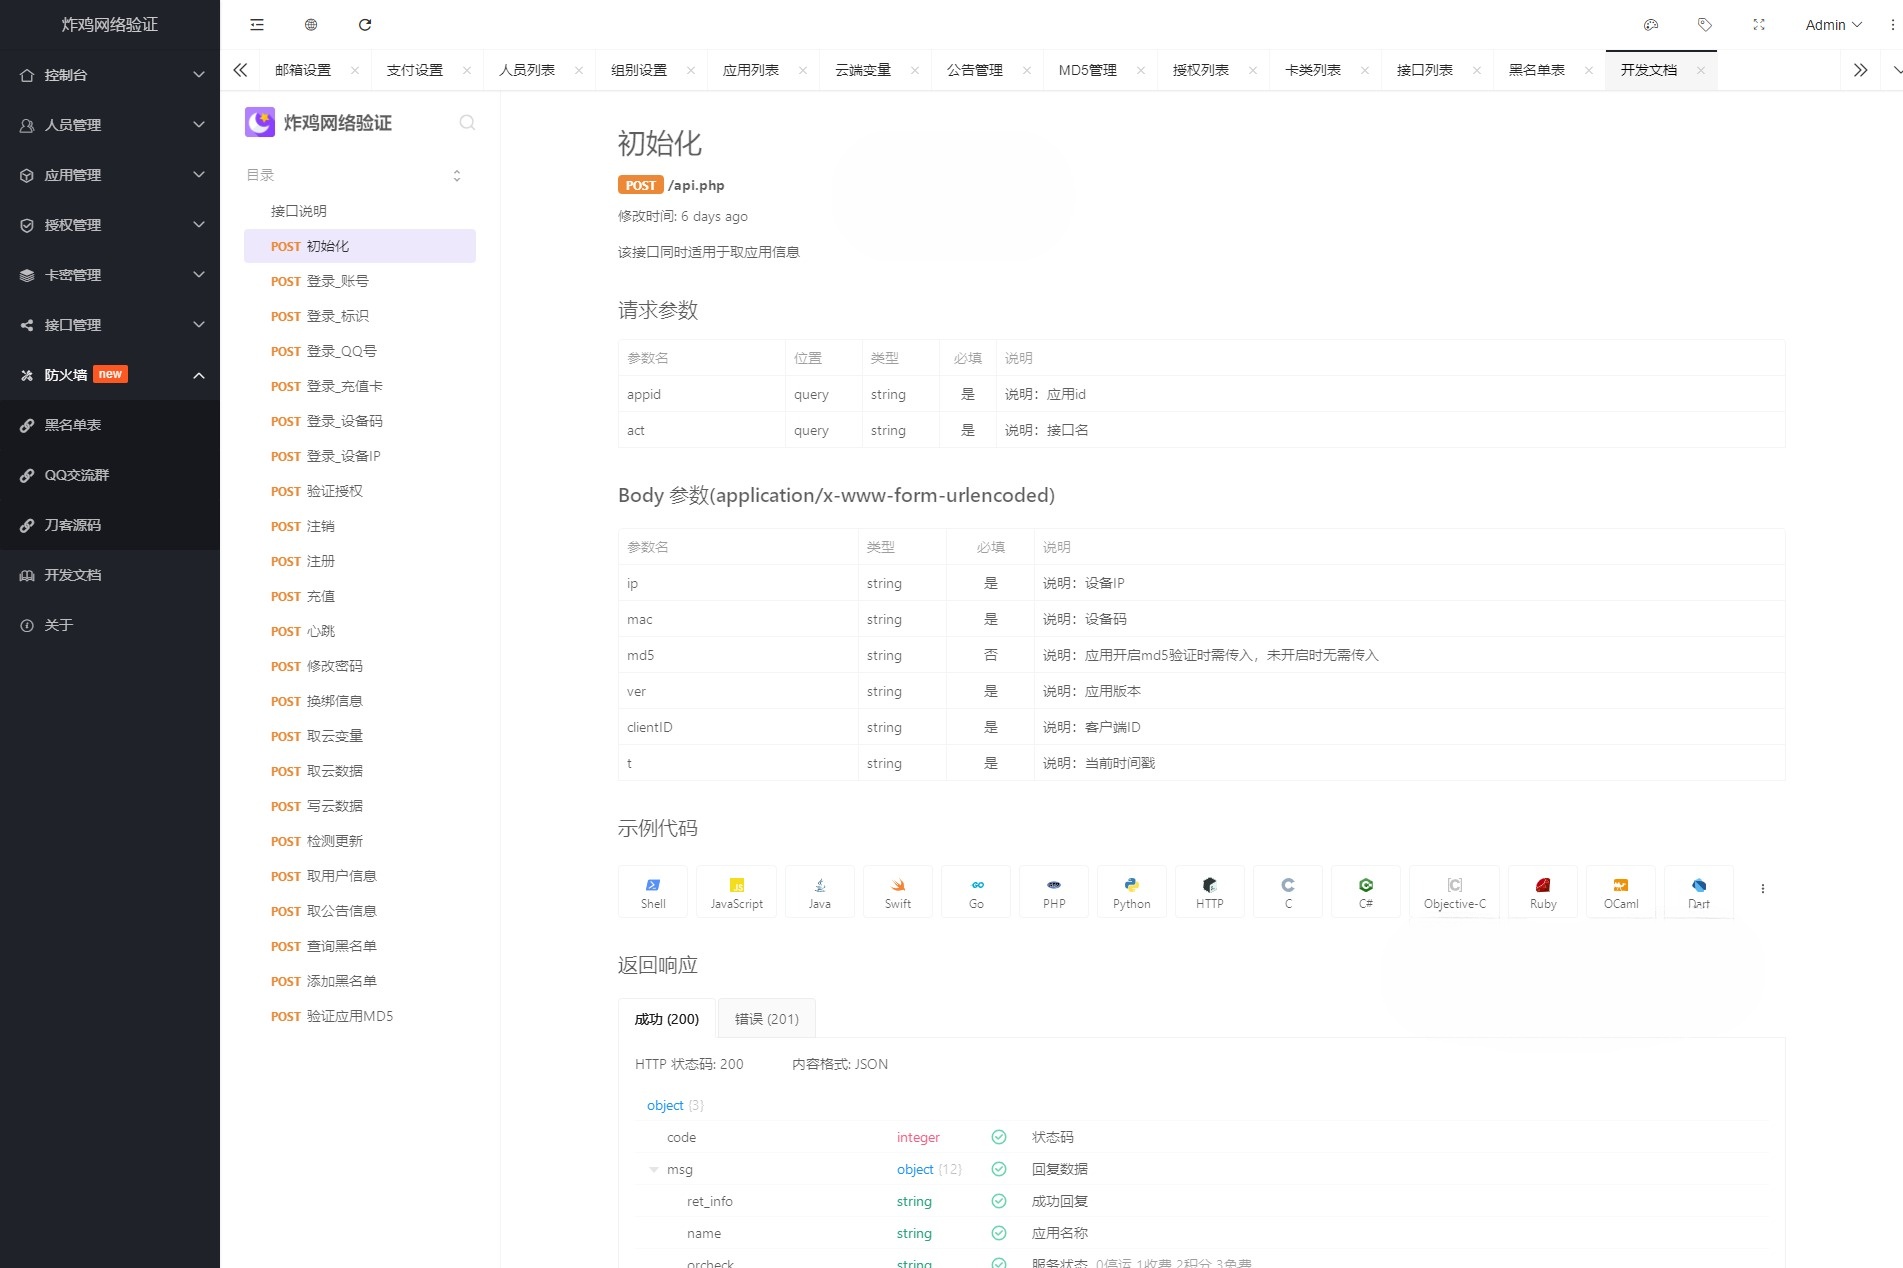 炸鸡网络验证
Admin
控制台
人员管理
应用管理
授权管理
卡密管理
接口管理
防火墙 new
黑名单表
QQ交流群
刀客源码
开发文档
关于
邮箱设置 支付设置 人员列表 组别设置 应用列表 云端变量 公告管理 MD5管理 授权列表 卡类列表 接口列表 黑名单表 开发文档
炸鸡网络验证
目录
接口说明
POST 初始化
POST 登录_账号
POST 登录_标识
POST 登录_QQ号
POST 登录_充值卡
POST 登录_设备码
POST 登录_设备IP
POST 验证授权
POST 注销
POST 注册
POST 充值
POST 心跳
POST 修改密码
POST 换绑信息
POST 取云变量
POST 取云数据
POST 写云数据
POST 检测更新
POST 取用户信息
POST 取公告信息
POST 查询黑名单
POST 添加黑名单
POST 验证应用MD5
初始化
POST /api.php
修改时间: 6 days ago
该接口同时适用于取应用信息
请求参数
参数名 位置 类型 必填 说明
appid query string 是 说明：应用id
act query string 是 说明：接口名
Body 参数(application/x-www-form-urlencoded)
参数名 类型 必填 说明
ip string 是 说明：设备IP
mac string 是 说明：设备码
md5 string 否 说明：应用开启md5验证时需传入，未开启时无需传入
ver string 是 说明：应用版本
clientID string 是 说明：客户端ID
t string 是 说明：当前时间戳
示例代码
Shell JavaScript Java Swift Go PHP Python HTTP C C# Objective-C Ruby OCaml Dart
返回响应
成功 (200) 错误 (201)
HTTP 状态码: 200 内容格式: JSON
object {3}
code integer 状态码
msg object {12} 回复数据
ret_info string 成功回复
name string 应用名称
orcheck string 服务状态 0停运 1收费 2积分 3免费